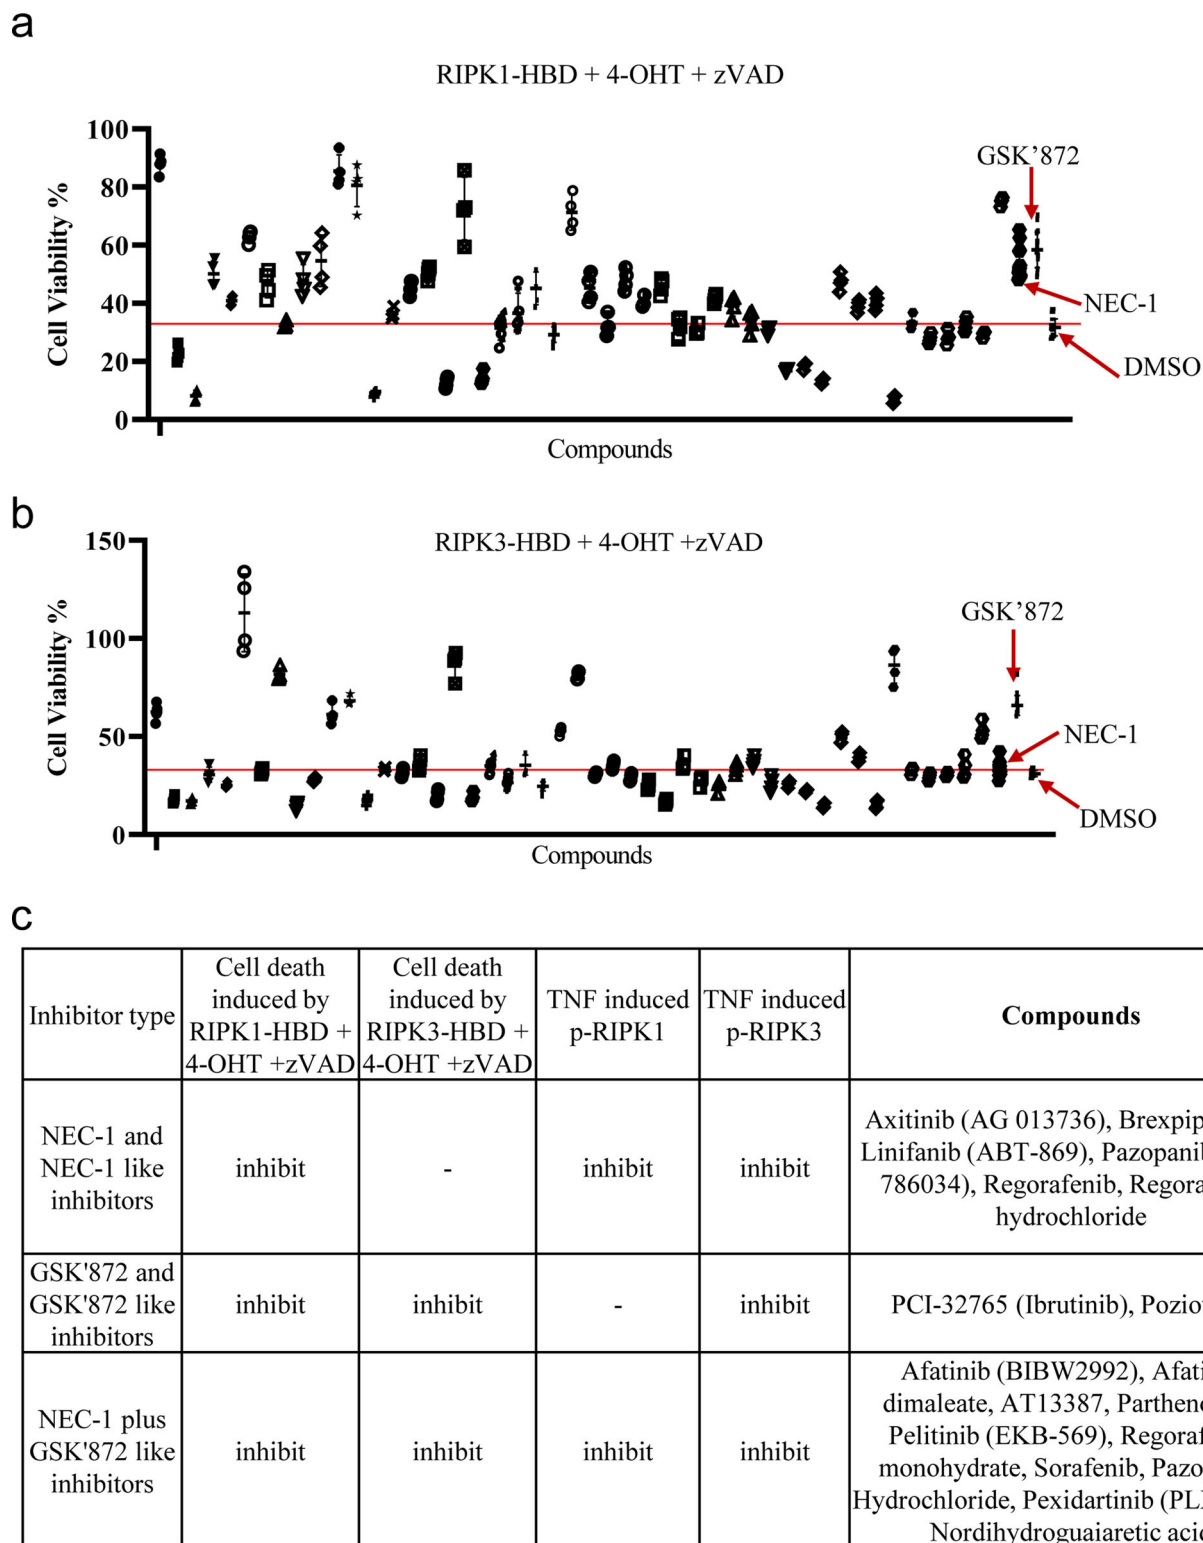 a
RIPK1-HBD + 4-OHT + zVAD
100
80
60
40
20
0
Cell Viability %
GSK'872
NEC-1
DMSO
Compounds
b
RIPK3-HBD + 4-OHT +zVAD
150
100
50
0
Cell Viability %
GSK'872
NEC-1
DMSO
Compounds
c
Inhibitor type
Cell death
induced by
RIPK1-HBD +
4-OHT +zVAD
Cell death
induced by
RIPK3-HBD +
4-OHT +zVAD
TNF induced
p-RIPK1
TNF induced
p-RIPK3
Compounds
NEC-1 and
NEC-1 like
inhibitors
inhibit
-
inhibit
inhibit
Axitinib (AG 013736),
Linifanib (ABT-869),
786034), Regorafenib,
hydrochloride
GSK'872 and
GSK'872 like
inhibitors
inhibit
inhibit
-
inhibit
PCI-32765 (Ibrutinib),
NEC-1 plus
GSK'872 like
inhibitors
inhibit
inhibit
inhibit
inhibit
Afatinib (BIBW2992),
dimaleate, AT13387,
Pelitinib (EKB-569),
monohydrate, Sorafenib,
Hydrochloride, Pexidartinib
Nordihydroguaiaretic acid